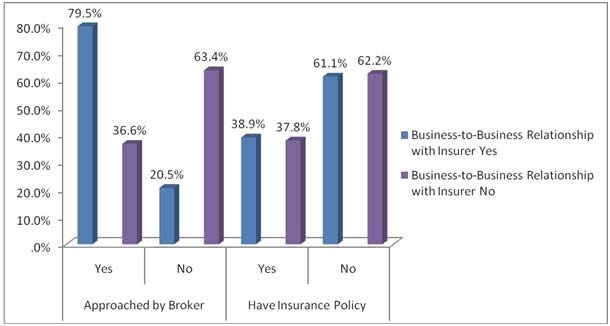 80.0%
70.0%
60.0%
50.0%
40.0%
30.0%
20.0%
10.0%
.0%
79.5%
36.6%
20.5%
63.4%
38.9%
37.8%
61.1%
62.2%
Yes
No
Yes
No
Approached by Broker
Have Insurance Policy
Business-to-Business Relationship
with Insurer Yes
Business-to-Business Relationship
with Insurer No